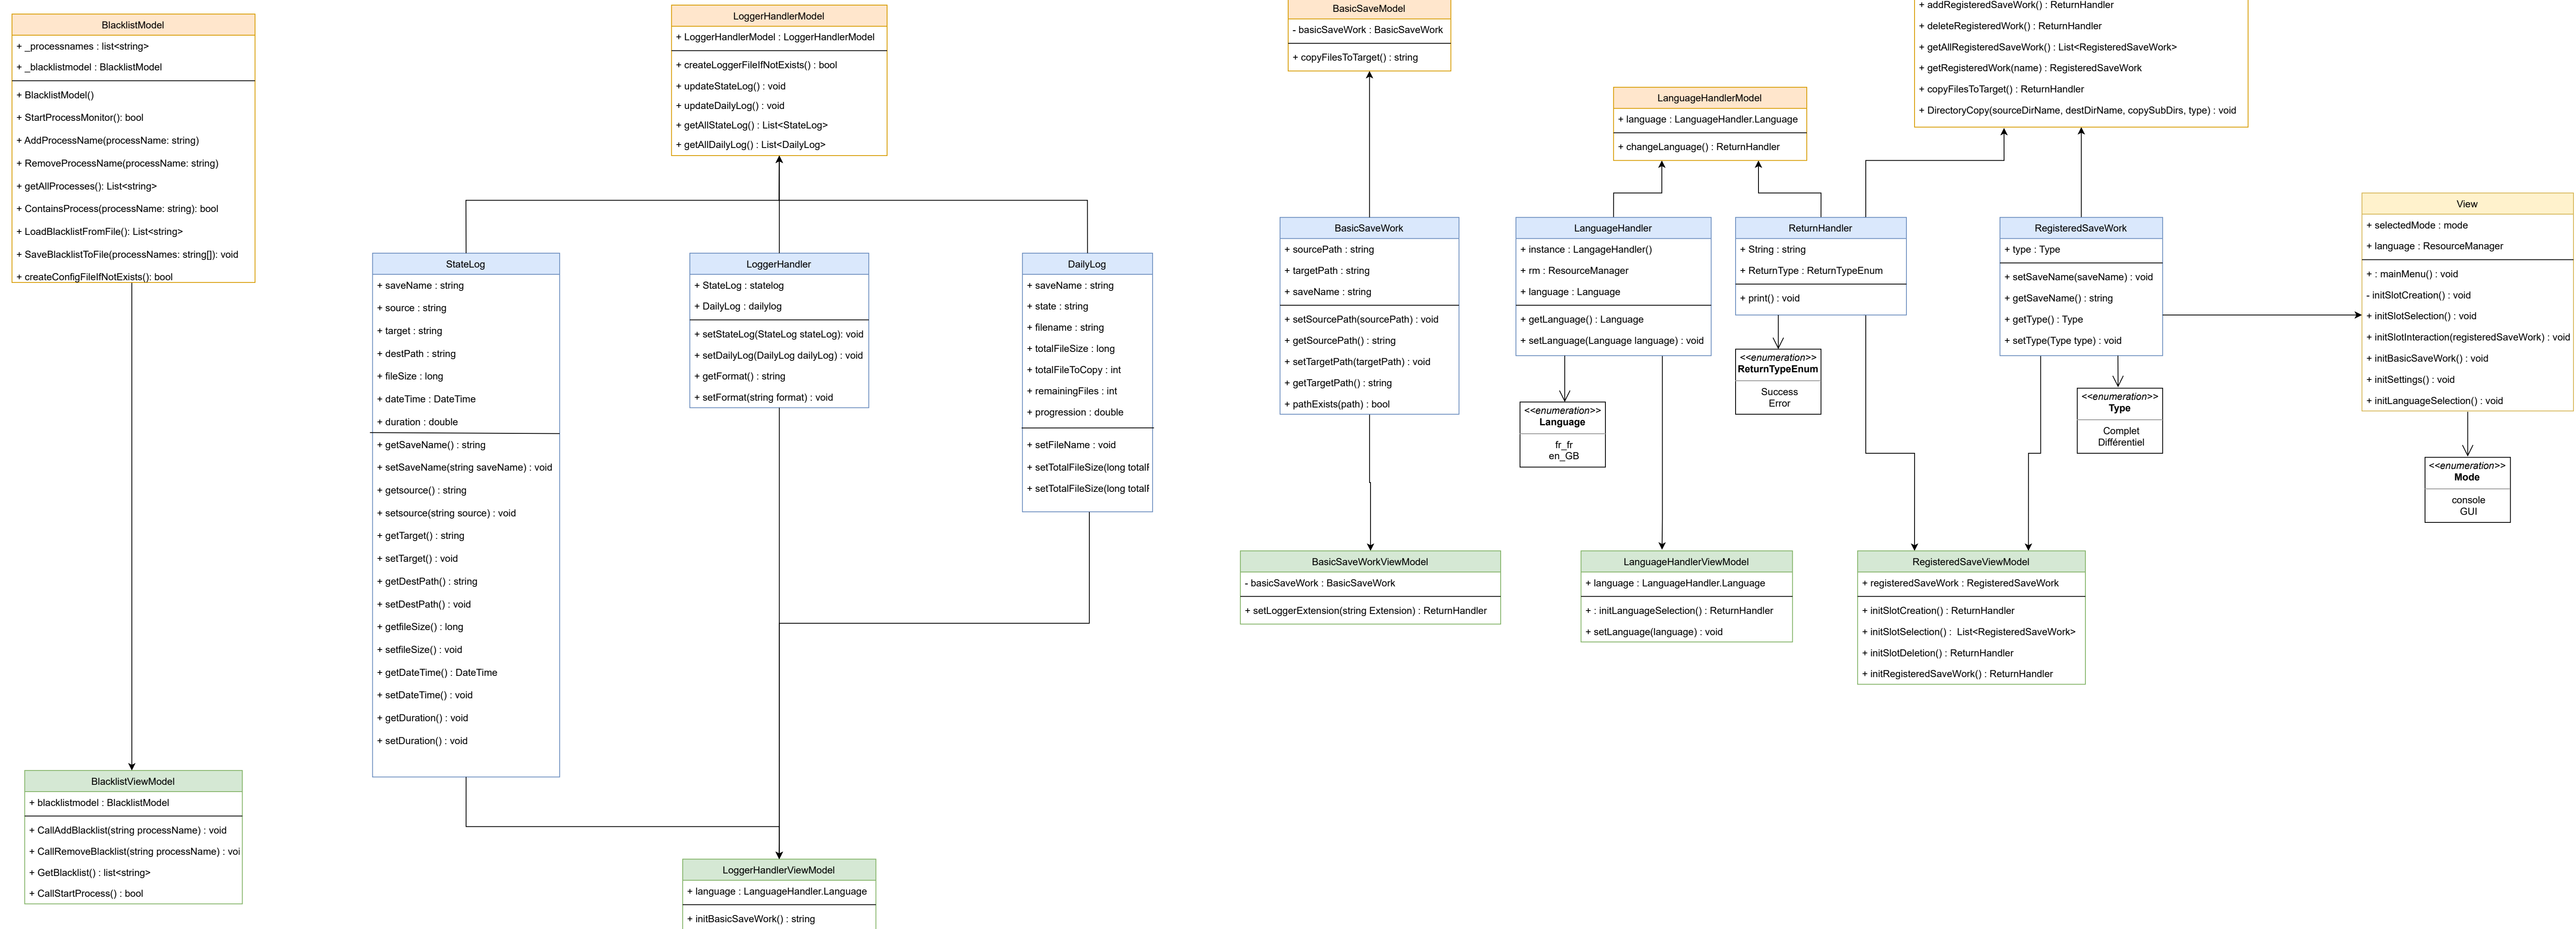 BlacklistModel
+ _processnames : list<string>
+ _blacklistmodel : BlacklistModel
+ BlacklistModel()
+ StartProcessMonitor(): bool
+ AddProcessName(processName: string)
+ RemoveProcessName(processName: string)
+ getAllProcesses(): List<string>
+ ContainsProcess(processName: string): bool
+ LoadBlacklistFromFile(): List<string>
+ SaveBlacklistToFile(processNames: string[]): void
+ createConfigFileIfNotExists(): bool
BlacklistViewModel
+ blacklistmodel : BlacklistModel
+ CallAddBlacklist(string processName) : void
+ CallRemoveBlacklist(string processName) : voi
+ GetBlacklist() : list<string>
+ CallStartProcess() : bool
LoggerHandlerModel
+ LoggerHandlerModel : LoggerHandlerModel
+ createLoggerFileIfNotExists() : bool
+ updateStateLog() : void
+ updateDailyLog() : void
+ getAllStateLog() : List<StateLog>
+ getAllDailyLog() : List<DailyLog>
StateLog
+ saveName : string
+ source : string
+ target : string
+ destPath : string
+ fileSize : long
+ dateTime : DateTime
+ duration : double
+ getSaveName() : string
+ setSaveName(string saveName) : void
+ getsource() : string
+ setsource(string source) : void
+ getTarget() : string
+ setTarget() : void
+ getDestPath() : string
+ setDestPath() : void
+ getfileSize() : long
+ setfileSize() : void
+ getDateTime() : DateTime
+ setDateTime() : void
+ getDuration() : void
+ setDuration() : void
LoggerHandler
+ StateLog : statelog
+ DailyLog : dailylog
+ setStateLog(StateLog stateLog): void
+ setDailyLog(DailyLog dailyLog) : void
+ getFormat() : string
+ setFormat(string format) : void
DailyLog
+ saveName : string
+ state : string
+ filename : string
+ totalFileSize : long
+ totalFileToCopy : int
+ remainingFiles : int
+ progression : double
+ setFileName : void
+ setTotalFileSize(long totalF
+ setTotalFileSize(long totalF
LoggerHandlerViewModel
+ language : LanguageHandler.Language
+ initBasicSaveWork() : string
BasicSaveModel
- basicSaveWork : BasicSaveWork
+ copyFilesToTarget() : string
BasicSaveWork
+ sourcePath : string
+ targetPath : string
+ saveName : string
+ setSourcePath(sourcePath) : void
+ getSourcePath() : string
+ setTargetPath(targetPath) : void
+ getTargetPath() : string
+ pathExists(path) : bool
BasicSaveWorkViewModel
- basicSaveWork : BasicSaveWork
+ setLoggerExtension(string Extension) : ReturnHandler
LanguageHandlerModel
+ language : LanguageHandler.Language
+ changeLanguage() : ReturnHandler
LanguageHandler
+ instance : LangageHandler()
+ rm : ResourceManager
+ language : Language
+ getLanguage() : Language
+ setLanguage(Language language) : void
<<enumeration>>
Language
fr_fr
en_GB
LanguageHandlerViewModel
+ language : LanguageHandler.Language
+ : initLanguageSelection() : ReturnHandler
+ setLanguage(language) : void
ReturnHandler
+ String : string
+ ReturnType : ReturnTypeEnum
+ print() : void
<<enumeration>>
ReturnTypeEnum
Success
Error
+ addRegisteredSaveWork() : ReturnHandler
+ deleteRegisteredWork() : ReturnHandler
+ getAllRegisteredSaveWork() : List<RegisteredSaveWork>
+ getRegisteredWork(name) : RegisteredSaveWork
+ copyFilesToTarget() : ReturnHandler
+ DirectoryCopy(sourceDirName, destDirName, copySubDirs, type) : void
RegisteredSaveWork
+ type : Type
+ setSaveName(saveName) : void
+ getSaveName() : string
+ getType() : Type
+ setType(Type type) : void
<<enumeration>>
Type
Complet
Différentiel
RegisteredSaveViewModel
+ registeredSaveWork : RegisteredSaveWork
+ initSlotCreation() : ReturnHandler
+ initSlotSelection() : List<RegisteredSaveWork>
+ initSlotDeletion() : ReturnHandler
+ initRegisteredSaveWork() : ReturnHandler
View
+ selectedMode : mode
+ language : ResourceManager
+ : mainMenu() : void
- initSlotCreation() : void
+ initSlotSelection() : void
+ initSlotInteraction(registeredSaveWork) : void
+ initBasicSaveWork() : void
+ initSettings() : void
+ initLanguageSelection() : void
<<enumeration>>
Mode
console
GUI